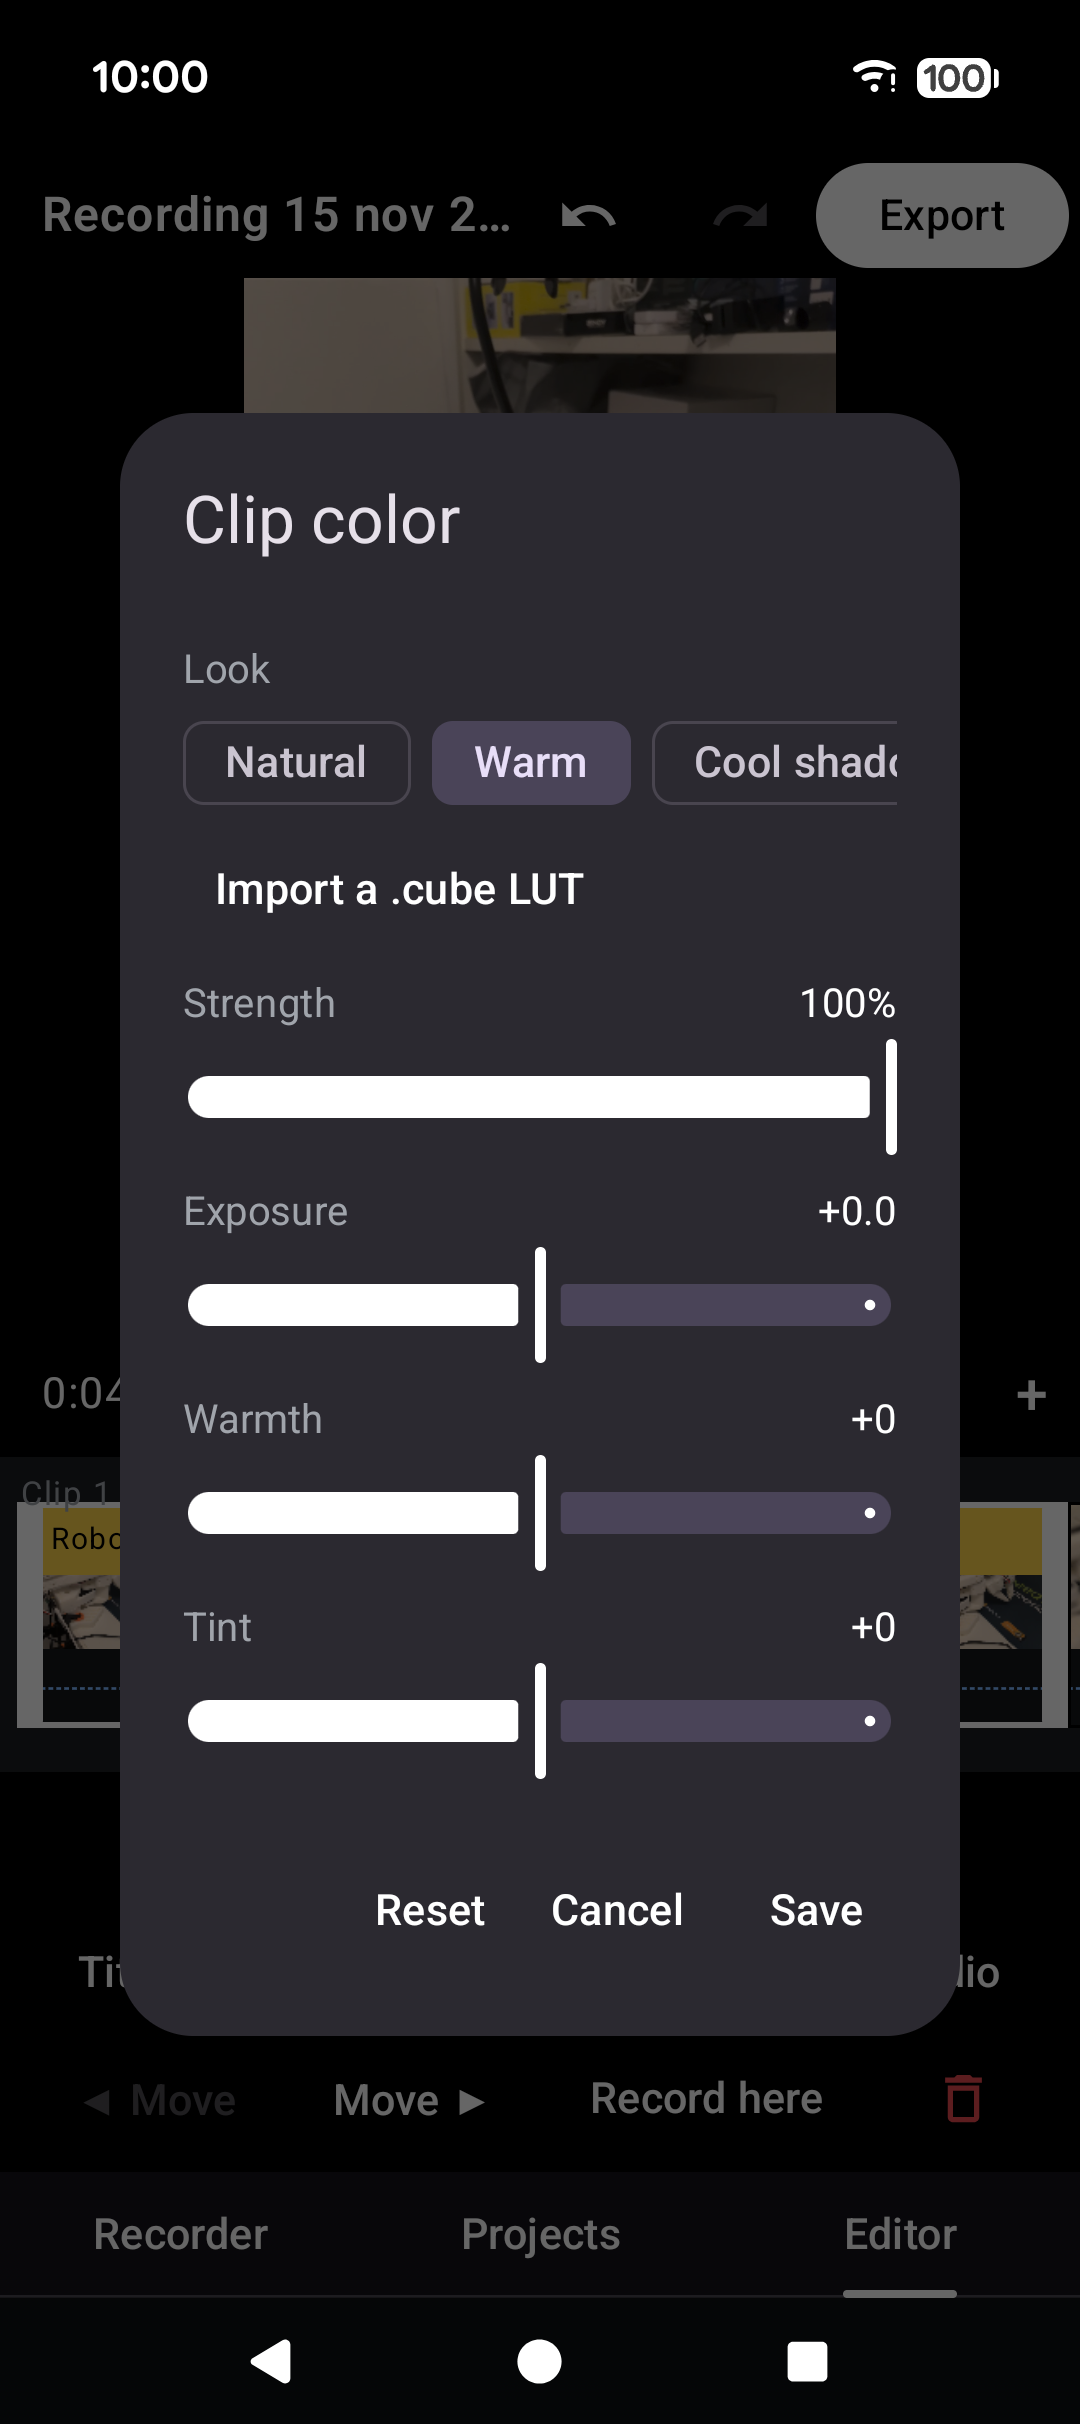 10:00
100
Recording 15 nov 2…
Export
Clip color
Look
Natural
Warm
Cool shad
Import a .cube LUT
Strength
100%
Exposure
+0.0
Warmth
+0
Tint
+0
0:04
+
Clip 1
Robo
Reset
Cancel
Save
Tit
dio
◀ Move
Move ▶
Record here
Recorder
Projects
Editor